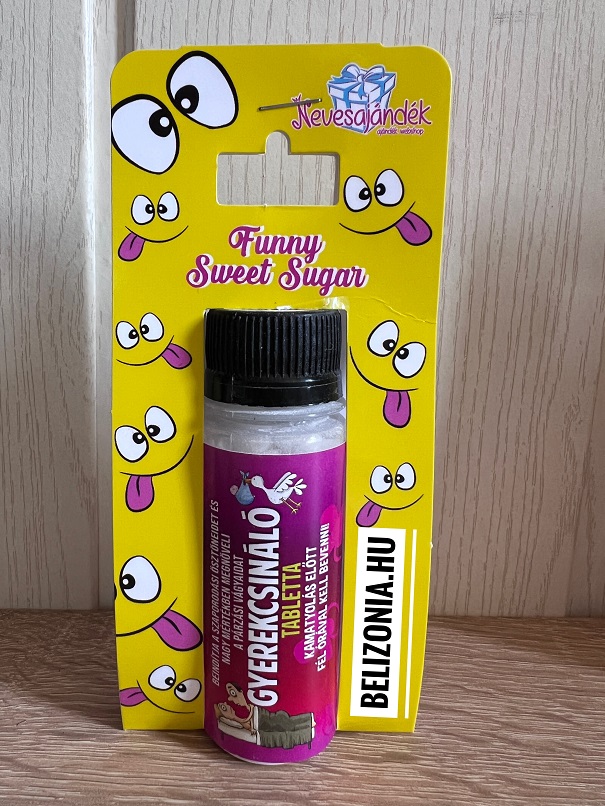 Nevesajándék
ajándék webshop
Funny
Sweet Sugar
BEINDÍTJA A SZAPORODÁSI ÖSZTÖNEIDET ÉS
NAGY MÉRTÉKBEN MEGNÖVELI
A PÁRZÁSI VÁGYAIDAT
GYEREKCSINÁLÓ
TABLETTA
KAMATYOLÁS ELŐTT
FÉL ÓRÁVAL KELL BEVENNI!
BELIZONIA.HU